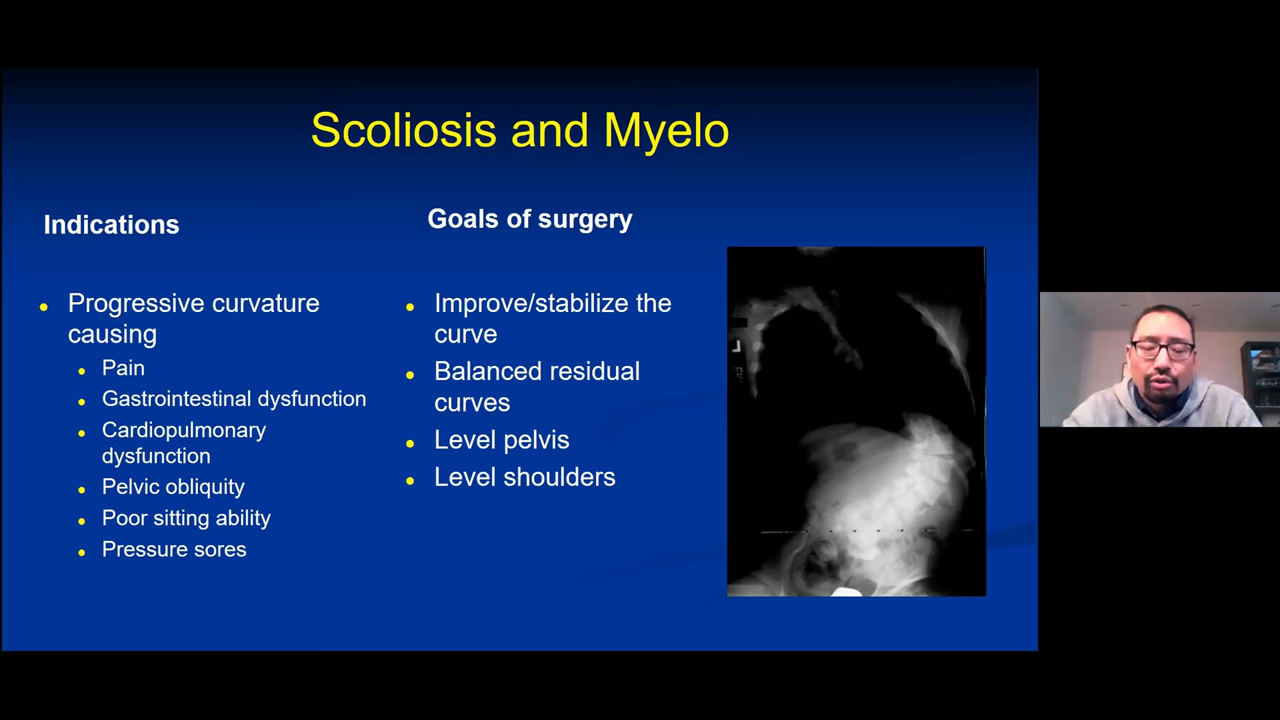 Scoliosis and Myelo
Indications
Progressive curvature
causing
Pain
Gastrointestinal dysfunction
Cardiopulmonary
dysfunction
Pelvic obliquity
Poor sitting ability
Pressure sores
Goals of surgery
Improve/stabilize the
curve
Balanced residual
curves
Level pelvis
Level shoulders
L